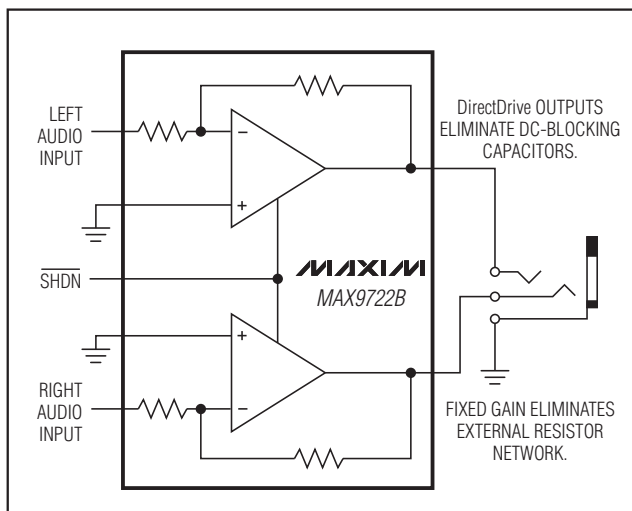 LEFT
AUDIO
INPUT
DirectDrive OUTPUTS
ELIMINATE DC-BLOCKING
CAPACITORS.
−
+
SHDN
MAXIM
MAX9722B
+
−
RIGHT
AUDIO
INPUT
FIXED GAIN ELIMINATES
EXTERNAL RESISTOR
NETWORK.